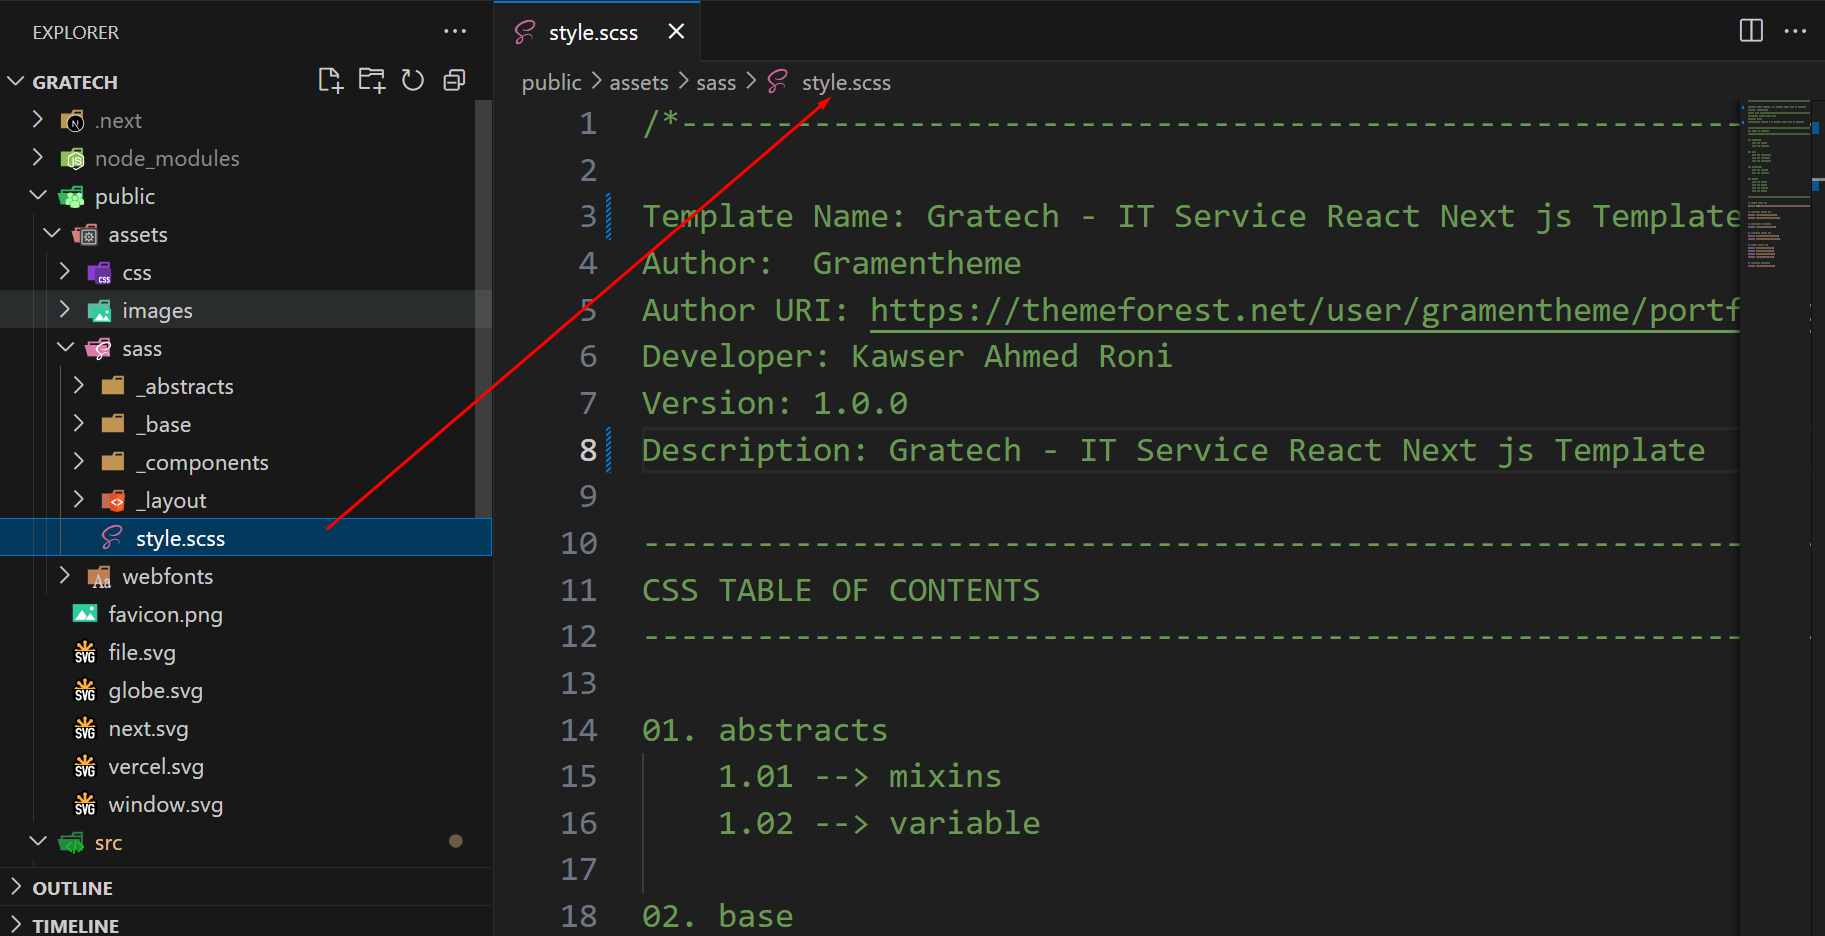 EXPLORER
GRATECH
.next
node_modules
public
assets
css
images
sass
_abstracts
_base
_components
_layout
style.scss
webfonts
favicon.png
file.svg
globe.svg
next.svg
vercel.svg
window.svg
src
OUTLINE
TIMELINE
style.scss
public > assets > sass > style.scss
1 /*---------------------------------------------------------
2
3 Template Name: Gratech - IT Service React Next js Template
4 Author:  Gramentheme
5 Author URI: https://themeforest.net/user/gramentheme/portf
6 Developer: Kawser Ahmed Roni
7 Version: 1.0.0
8 Description: Gratech - IT Service React Next js Template
9
10 ----------------------------------------------------------
11 CSS TABLE OF CONTENTS
12 ----------------------------------------------------------
13
14 01. abstracts
15     1.01 --> mixins
16     1.02 --> variable
17
18 02. base